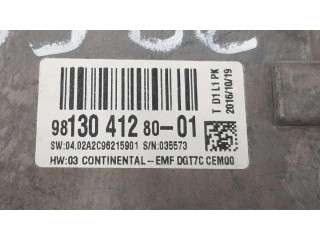 98130 412 80-01
SW:04.02A2C96215901 S/N:035573
HW:03 CONTINENTAL-EMF DGT7C CEM00
T D1 L1 PK
2016/10/19